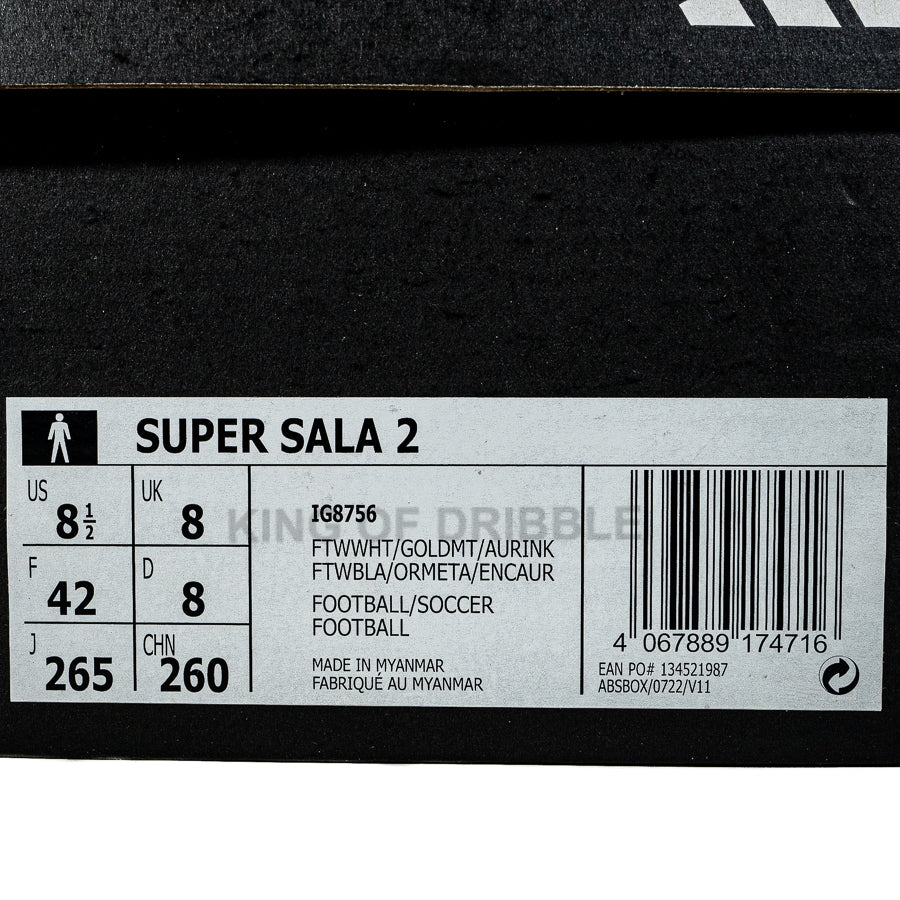 SUPER SALA 2
US 8 1/2
UK 8
F 42
D 8
J 265
CHN 260
IG8756
KING OF DRIBBLE
FTWWHT/GOLDMT/AURINK
FTWBLA/ORMETA/ENCAUR
FOOTBALL/SOCCER
FOOTBALL
MADE IN MYANMAR
FABRIQUÉ AU MYANMAR
4 067889 174716
EAN PO# 134521987
ABSBOX/0722/V11